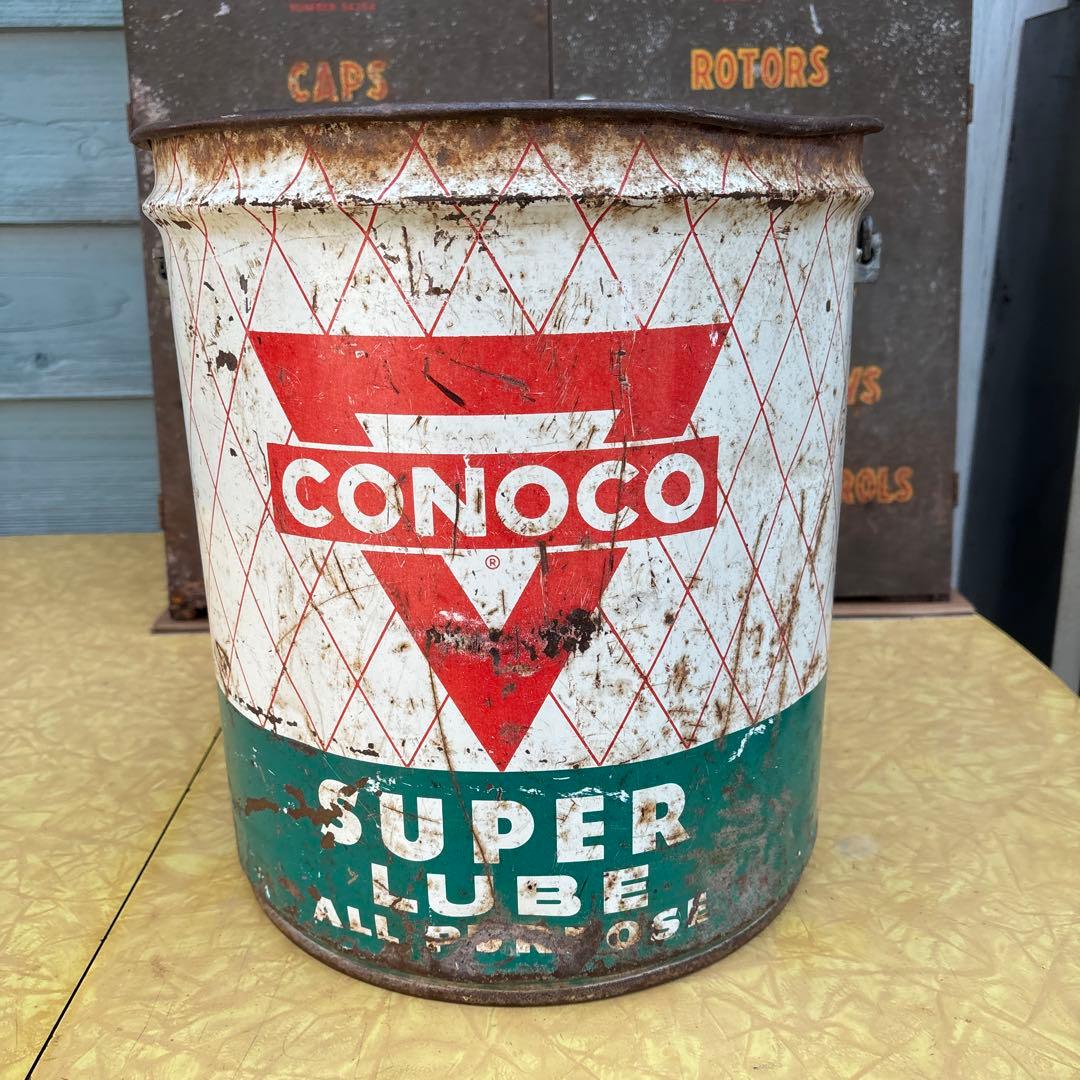 CAPS
ROTORS
CONOCO
®
SUPER
LUBE
ALL PURPOSE